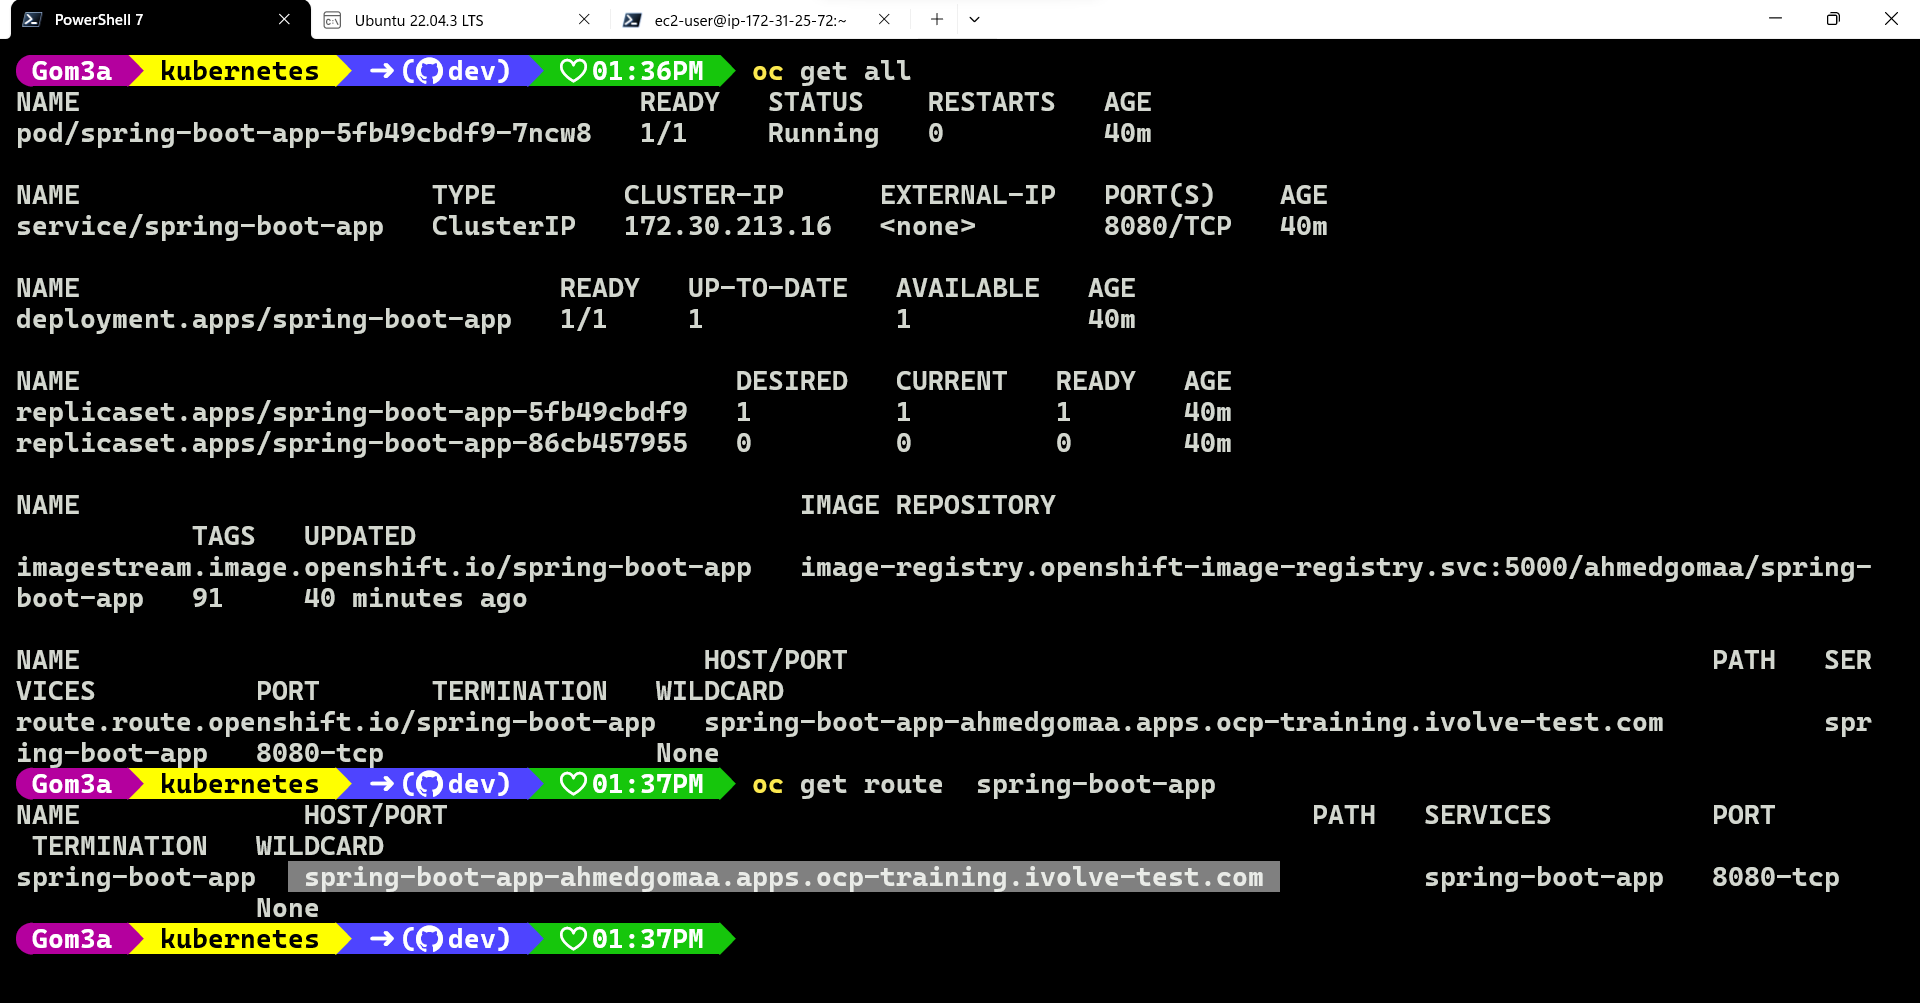 PowerShell 7
Ubuntu 22.04.3 LTS
ec2-user@ip-172-31-25-72:~
Gom3a kubernetes ➜ (dev) ♡01:36PM oc get all
NAME READY STATUS RESTARTS AGE
pod/spring-boot-app-5fb49cbdf9-7ncw8 1/1 Running 0 40m
NAME TYPE CLUSTER-IP EXTERNAL-IP PORT(S) AGE
service/spring-boot-app ClusterIP 172.30.213.16 <none> 8080/TCP 40m
NAME READY UP-TO-DATE AVAILABLE AGE
deployment.apps/spring-boot-app 1/1 1 1 40m
NAME DESIRED CURRENT READY AGE
replicaset.apps/spring-boot-app-5fb49cbdf9 1 1 1 40m
replicaset.apps/spring-boot-app-86cb457955 0 0 0 40m
NAME IMAGE REPOSITORY
TAGS UPDATED
imagestream.image.openshift.io/spring-boot-app image-registry.openshift-image-registry.svc:5000/ahmedgomaa/spring-
boot-app 91 40 minutes ago
NAME HOST/PORT PATH SER
VICES PORT TERMINATION WILDCARD
route.route.openshift.io/spring-boot-app spring-boot-app-ahmedgomaa.apps.ocp-training.ivolve-test.com spr
ing-boot-app 8080-tcp None
Gom3a kubernetes ➜ (dev) ♡01:37PM oc get route spring-boot-app
NAME HOST/PORT PATH SERVICES PORT
TERMINATION WILDCARD
spring-boot-app spring-boot-app-ahmedgomaa.apps.ocp-training.ivolve-test.com spring-boot-app 8080-tcp
None
Gom3a kubernetes ➜ (dev) ♡01:37PM